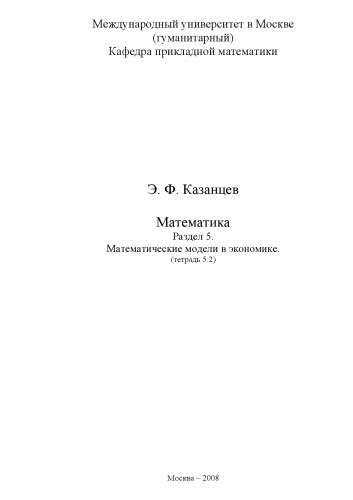 Международный университет в Москве
(гуманитарный)
Кафедра прикладной математики
Э. Ф. Казанцев
Математика
Раздел 5.
Математические модели в экономике.
(тетрадь 5.2)
Москва – 2008